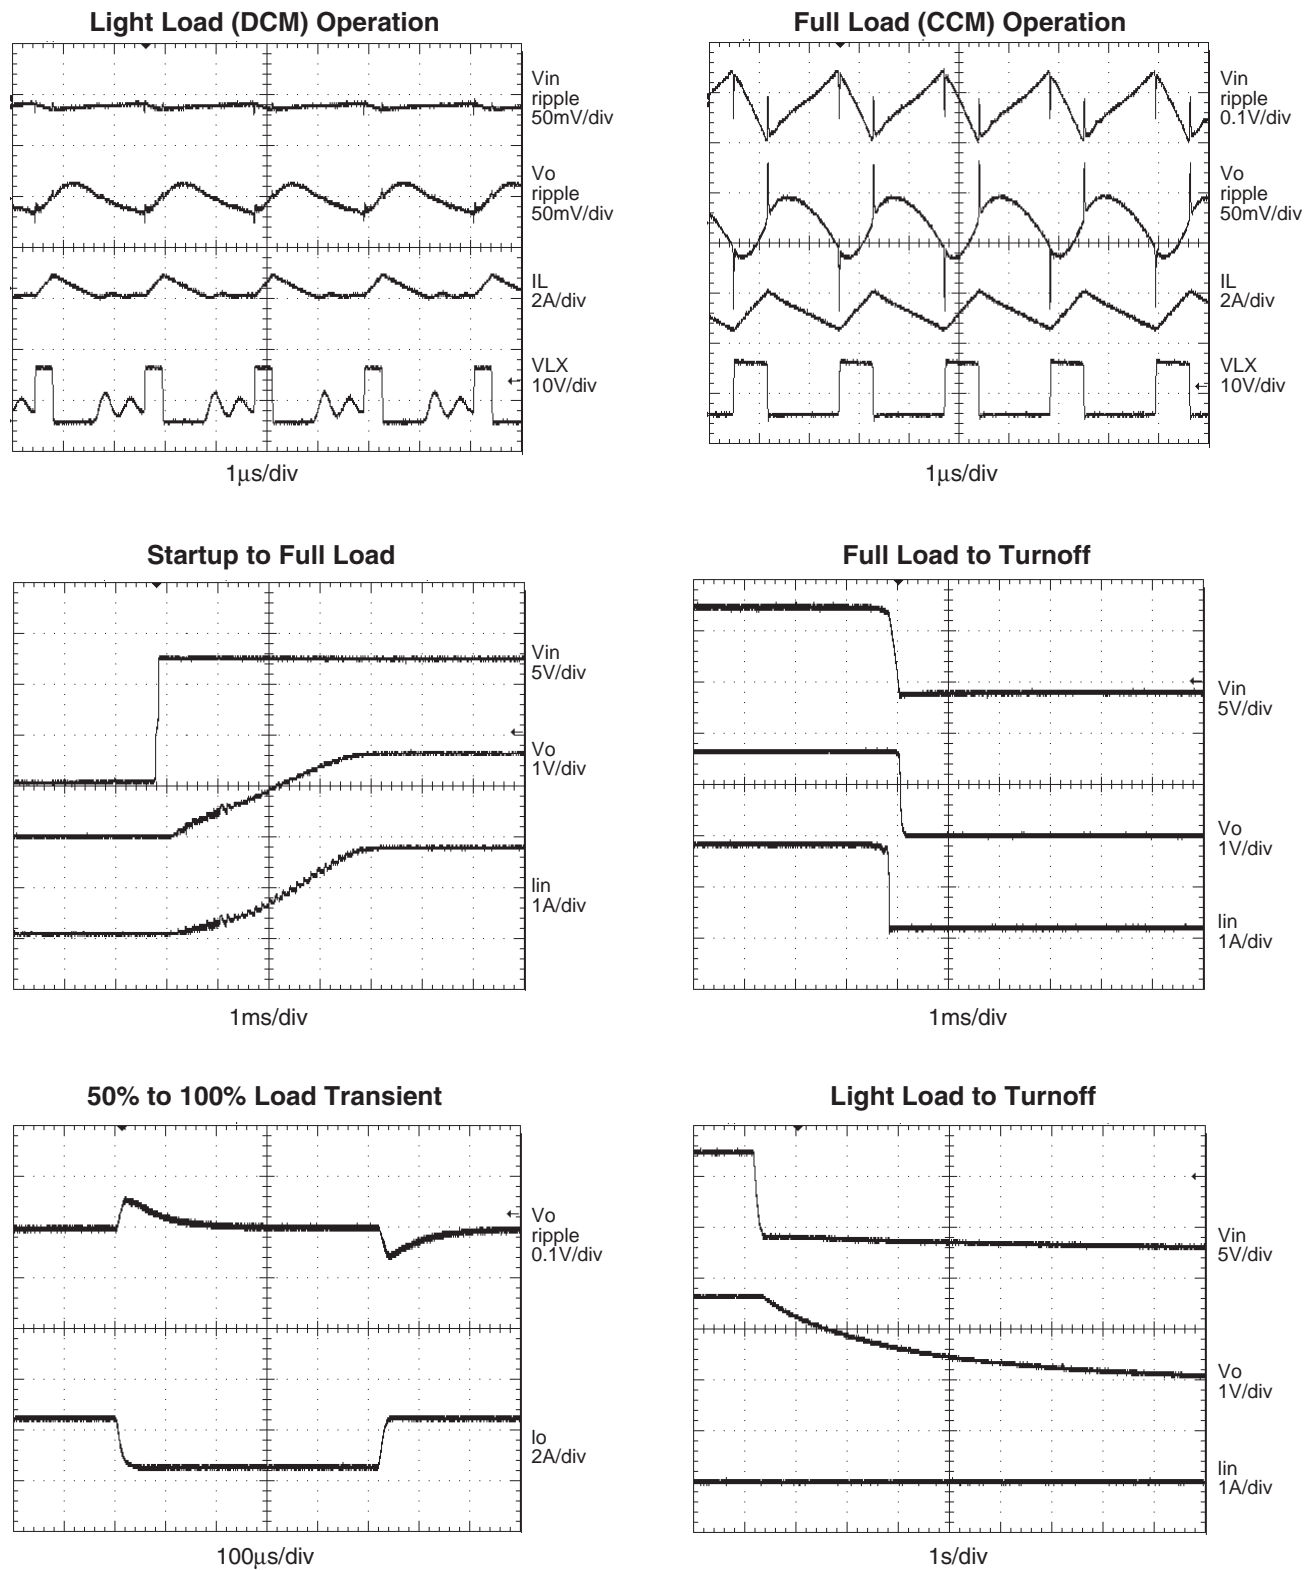 Light Load (DCM) Operation
Vin
ripple
50mV/div
Vo
ripple
50mV/div
IL
2A/div
VLX
10V/div
1μs/div
Full Load (CCM) Operation
Vin
ripple
0.1V/div
Vo
ripple
50mV/div
IL
2A/div
VLX
10V/div
1μs/div
Startup to Full Load
Vin
5V/div
Vo
1V/div
Iin
1A/div
1ms/div
Full Load to Turnoff
Vin
5V/div
Vo
1V/div
Iin
1A/div
1ms/div
50% to 100% Load Transient
Vo
ripple
0.1V/div
Io
2A/div
100μs/div
Light Load to Turnoff
Vin
5V/div
Vo
1V/div
Iin
1A/div
1s/div